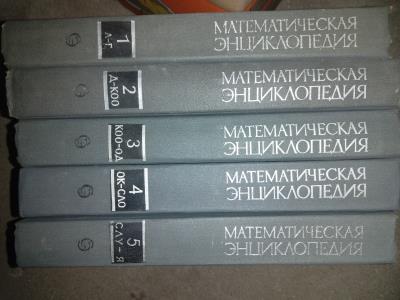 1
А-Г
МАТЕМАТИЧЕСКАЯ
ЭНЦИКЛОПЕДИЯ
2
Д-КОО
МАТЕМАТИЧЕСКАЯ
ЭНЦИКЛОПЕДИЯ
3
КОО-ОД
МАТЕМАТИЧЕСКАЯ
ЭНЦИКЛОПЕДИЯ
4
ОК-СЛО
МАТЕМАТИЧЕСКАЯ
ЭНЦИКЛОПЕДИЯ
5
СЛУ-Я
МАТЕМАТИЧЕСКАЯ
ЭНЦИКЛОПЕДИЯ